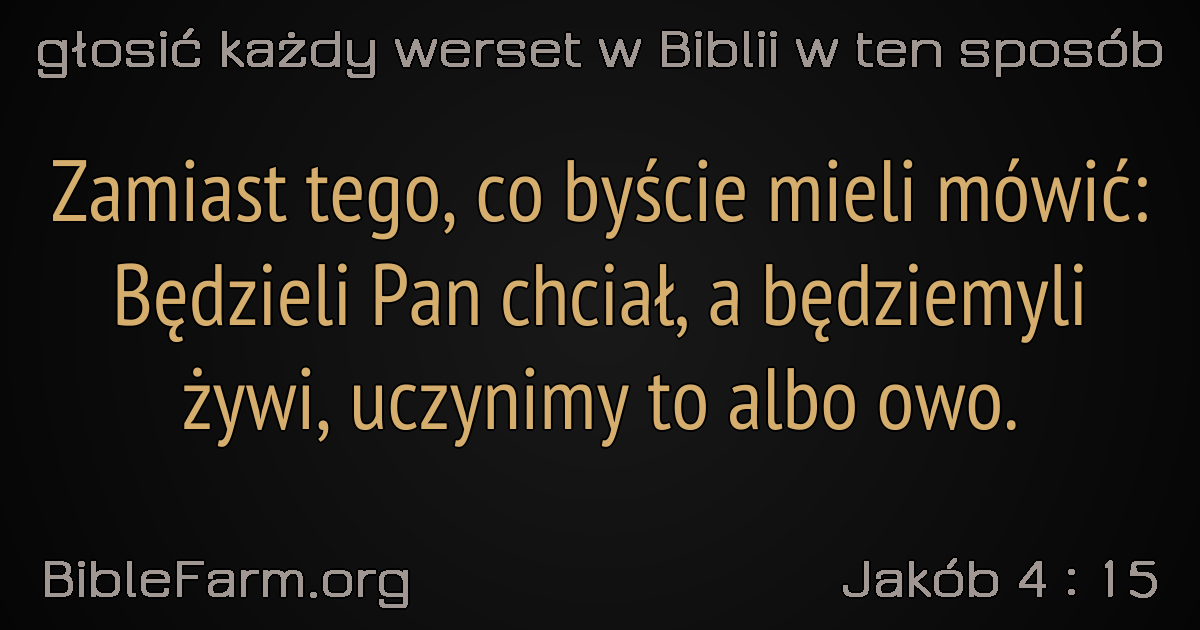 głosić każdy werset w Biblii w ten sposób
Zamiast tego, co byście mieli mówić:
Będzieli Pan chciał, a będziemyli
żywi, uczynimy to albo owo.
BibleFarm.org
Jakób 4 : 15